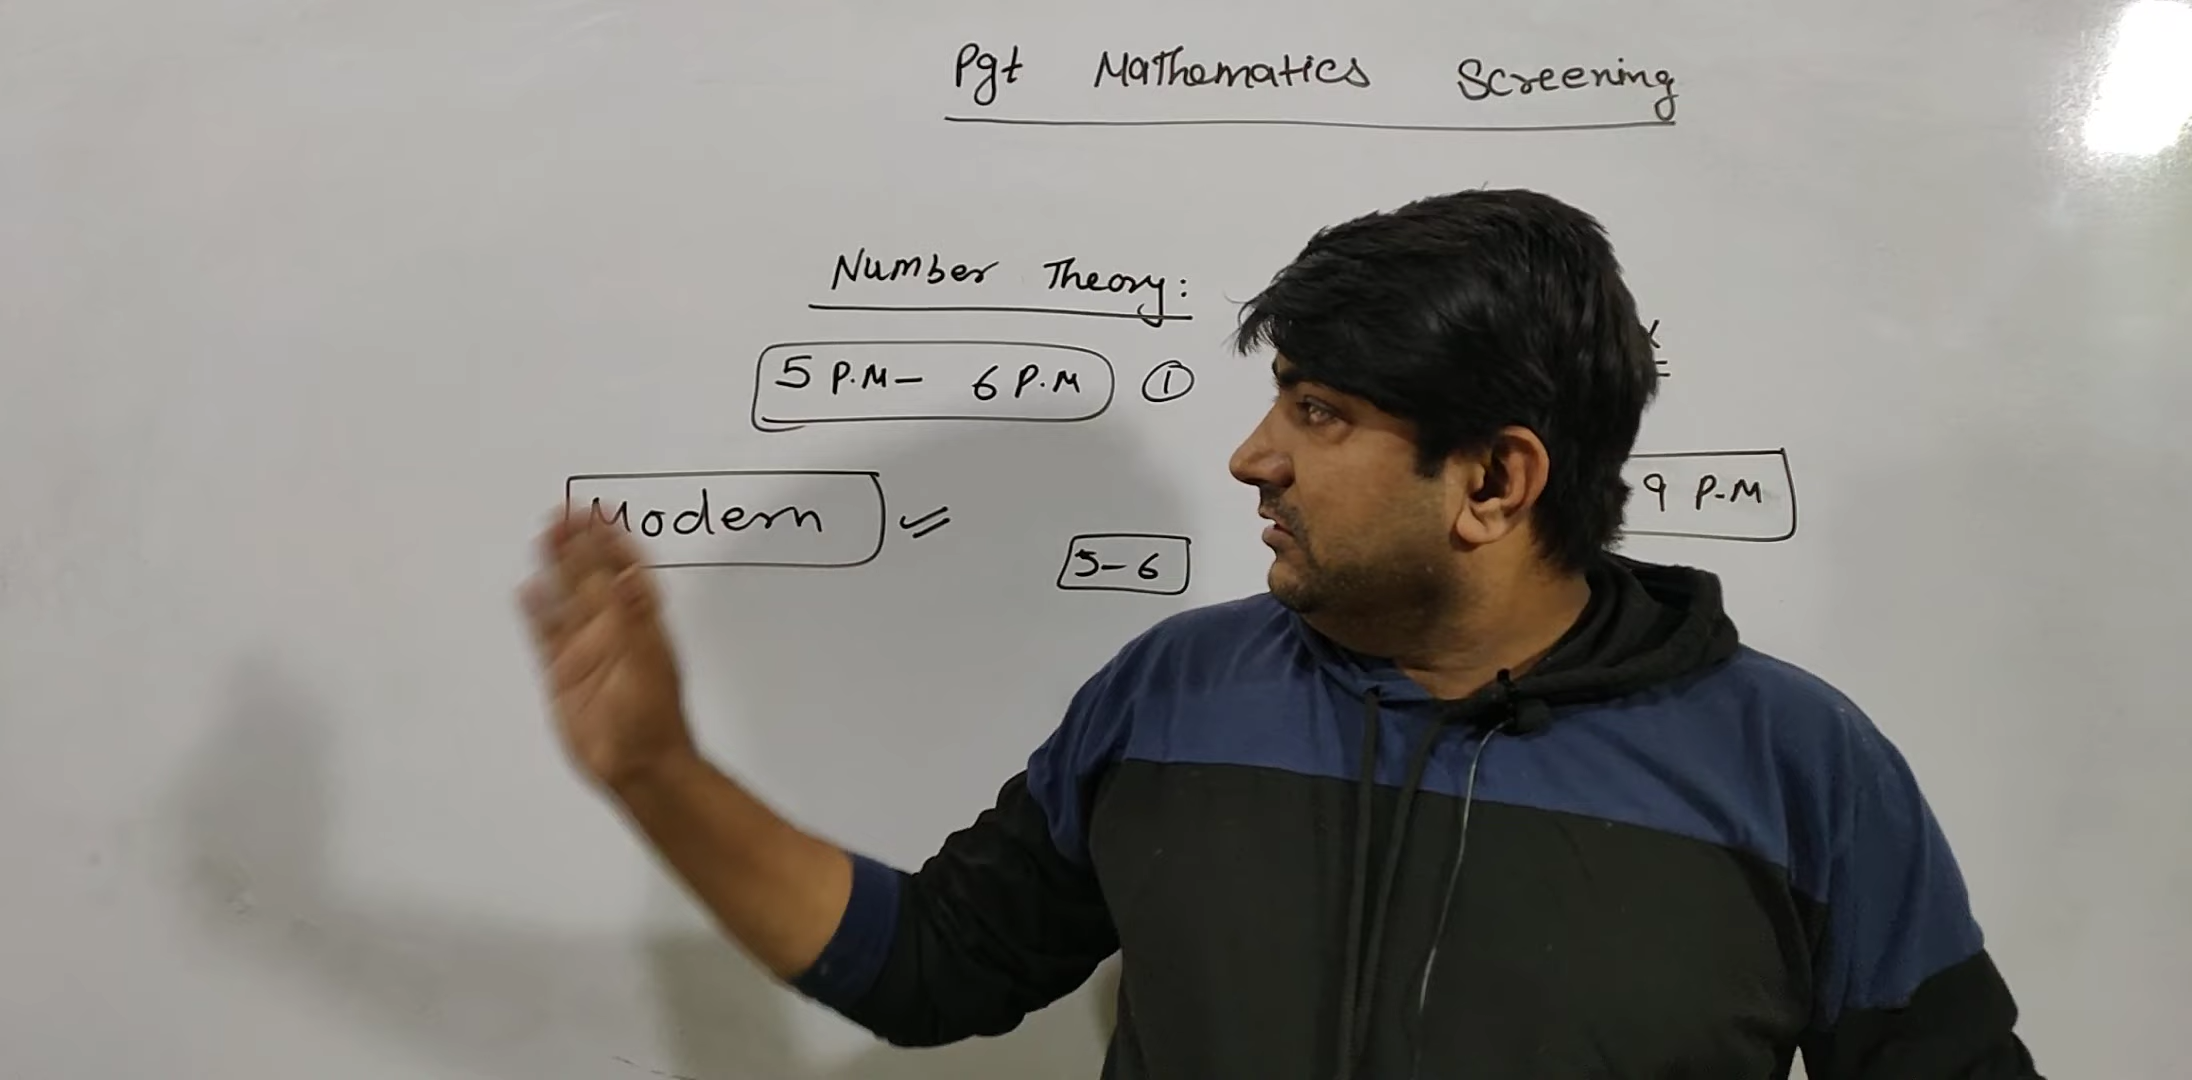 Pgt Mathematics Screening
Number Theory:
5 P.M – 6 P.M ①
9 P-M
Modern
5-6